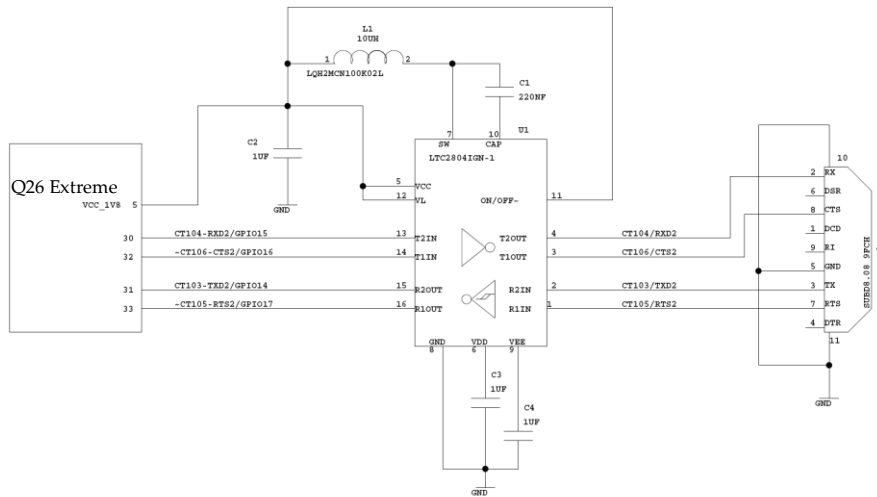 L1
10UH
1
2
LQH2MCN100K02L
C1
220NF
7
10
U1
SW
CAP
LTC2804IGN-1
C2
1UF
GND
Q26 Extreme
VCC_1V8 5
5
VCC
12
VL
ON/OFF~
11
30
CT104-RXD2/GPIO15
13
T2IN
T2OUT
4
CT104/RXD2
32
~CT106-CTS2/GPIO16
14
T1IN
T1OUT
3
CT106/CTS2
31
CT103-TXD2/GPIO14
15
R2OUT
R2IN
2
CT103/TXD2
33
~CT105-RTS2/GPIO17
16
R1OUT
R1IN
1
CT105/RTS2
GND
VDD
VEE
8
6
9
C3
1UF
C4
1UF
GND
10
2 RX
6 DSR
8 CTS
1 DCD
9 RI
5 GND
3 TX
7 RTS
4 DTR
11
SUBD8.08 9PCH
GND